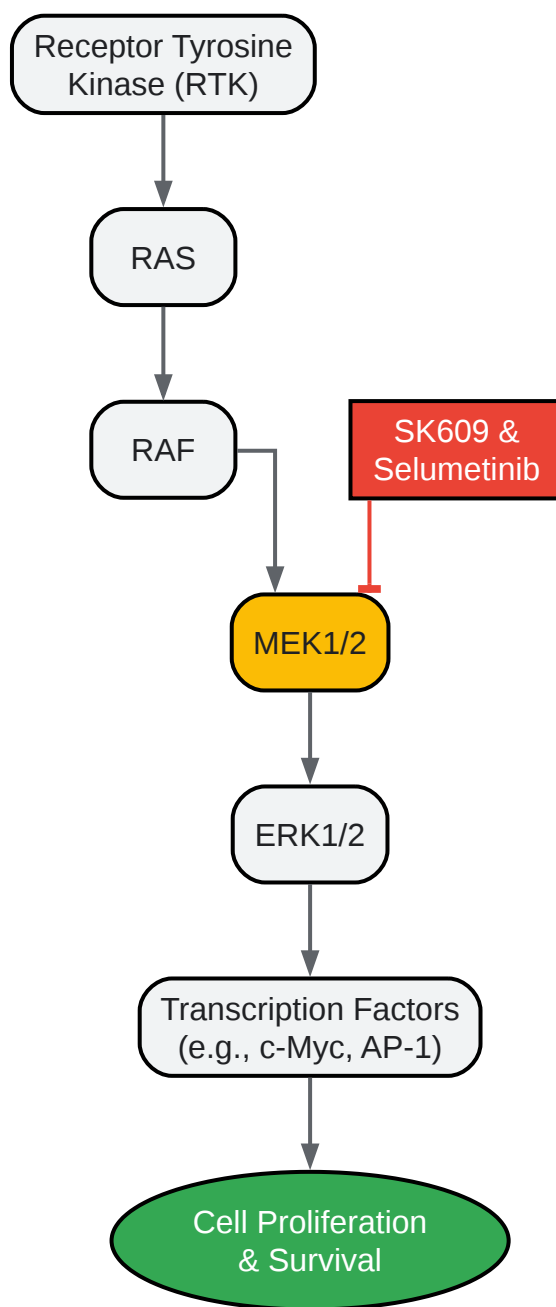 Receptor Tyrosine
Kinase (RTK)
RAS
RAF
SK609 &
Selumetinib
MEK1/2
ERK1/2
Transcription Factors
(e.g., c-Myc, AP-1)
Cell Proliferation
& Survival